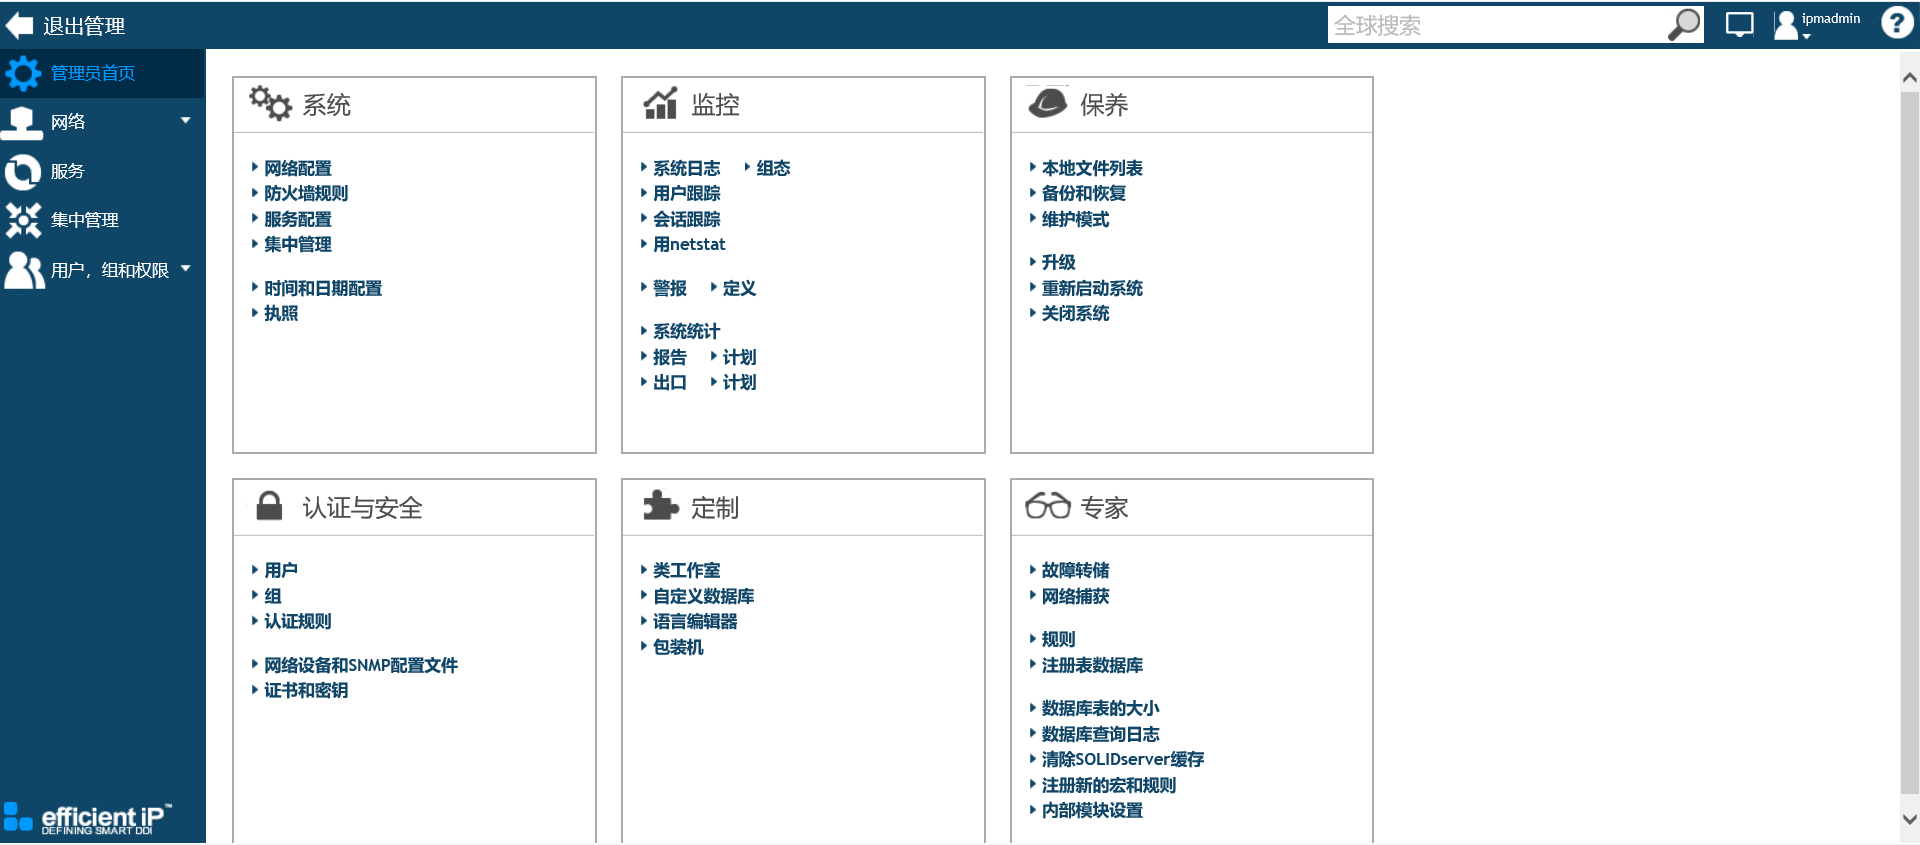 退出管理
全球搜索
ipmadmin
?
管理员首页
网络
服务
集中管理
用户，组和权限
系统
网络配置
防火墙规则
服务配置
集中管理
时间和日期配置
执照
监控
系统日志 组态
用户跟踪
会话跟踪
用netstat
警报 定义
系统统计
报告 计划
出口 计划
保养
本地文件列表
备份和恢复
维护模式
升级
重新启动系统
关闭系统
认证与安全
用户
组
认证规则
网络设备和SNMP配置文件
证书和密钥
定制
类工作室
自定义数据库
语言编辑器
包装机
专家
故障转储
网络捕获
规则
注册表数据库
数据库表的大小
数据库查询日志
清除SOLIDserver缓存
注册新的宏和规则
内部模块设置
efficient iP™
DEFINING SMART DDI